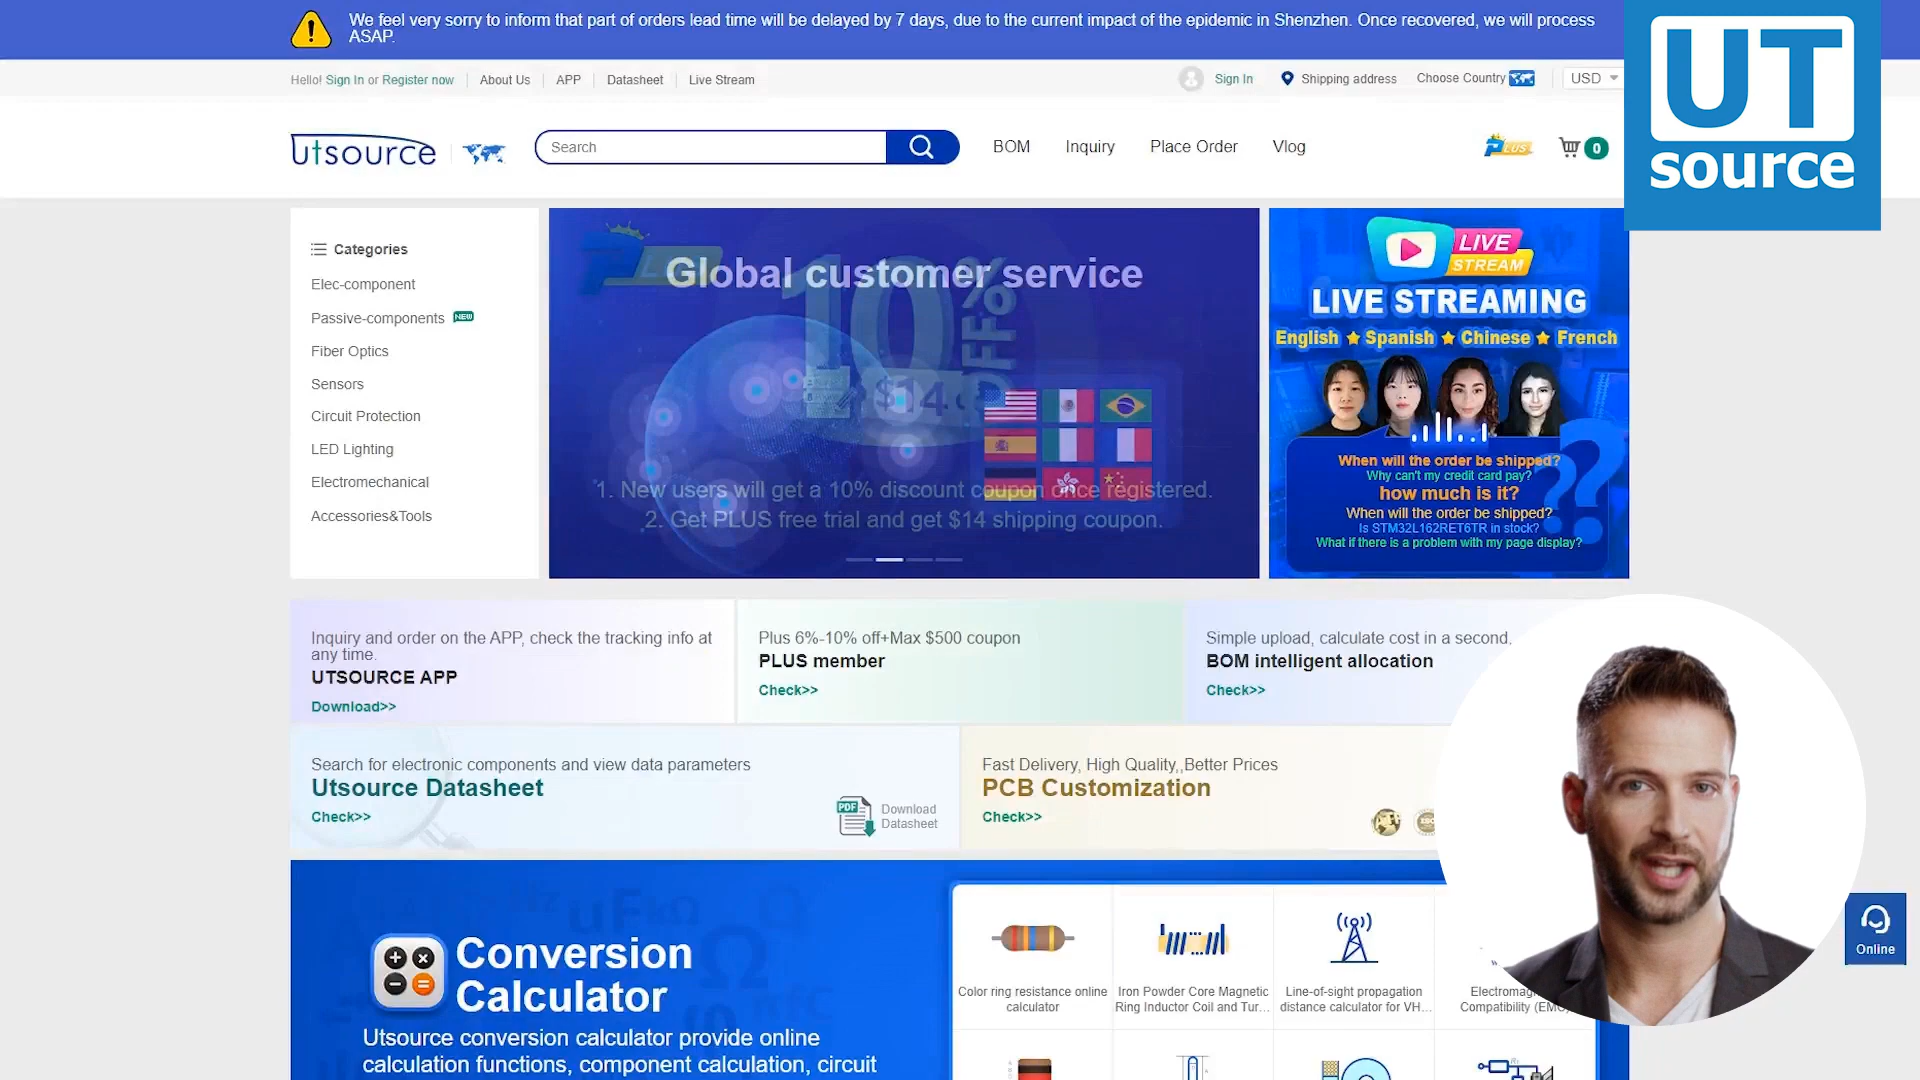 We feel very sorry to inform that part of orders lead time will be delayed by 7 days, due to the current impact of the epidemic in Shenzhen. Once recovered, we will process
ASAP.
Hello! Sign In or Register now
About Us
APP
Datasheet
Live Stream
Sign In
Shipping address
Choose Country
USD
UT
source
utsource
Search
BOM
Inquiry
Place Order
Vlog
PLUS
0
Categories
Elec-component
Passive-components NEW
Fiber Optics
Sensors
Circuit Protection
LED Lighting
Electromechanical
Accessories&Tools
Global customer service
10%
OFF
$14
1. New users will get a 10% discount coupon once registered.
2. Get PLUS free trial and get $14 shipping coupon.
LIVE
STREAM
LIVE STREAMING
English ★ Spanish ★ Chinese ★ French
When will the order be shipped?
Why can't my credit card pay?
how much is it?
When will the order be shipped?
Is STM32L162RET6TR in stock?
What if there is a problem with my page display?
Inquiry and order on the APP, check the tracking info at
any time.
UTSOURCE APP
Download>>
Plus 6%-10% off+Max $500 coupon
PLUS member
Check>>
Simple upload, calculate cost in a second.
BOM intelligent allocation
Check>>
Search for electronic components and view data parameters
Utsource Datasheet
Check>>
PDF
Download
Datasheet
Fast Delivery, High Quality,,Better Prices
PCB Customization
Check>>
Conversion
Calculator
Utsource conversion calculator provide online
calculation functions, component calculation, circuit
Color ring resistance online
calculator
Iron Powder Core Magnetic
Ring Inductor Coil and Tur...
Line-of-sight propagation
distance calculator for VH...
Compatibility
Online